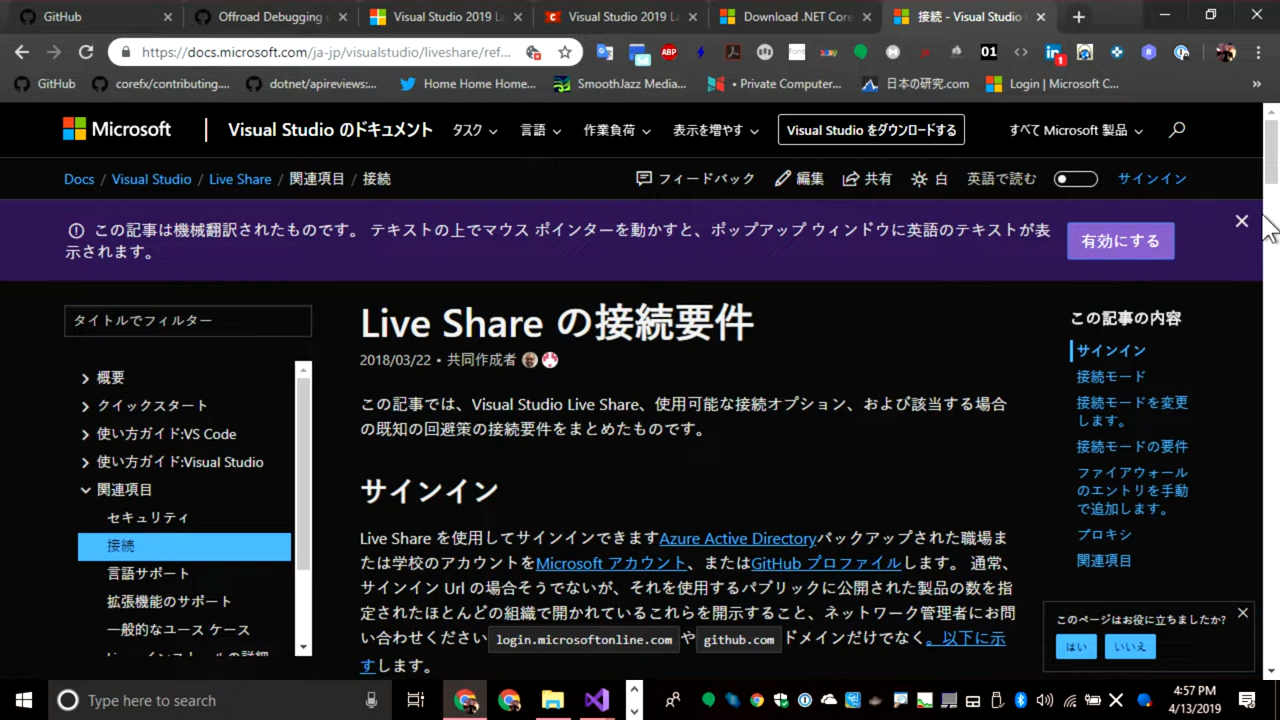 GitHub
Offroad Debugging
Visual Studio 2019 L
Visual Studio 2019 L
Download .NET Core
接続 - Visual Studio
https://docs.microsoft.com/ja-jp/visualstudio/liveshare/ref...
GitHub
corefx/contributing....
dotnet/apireviews:...
Home Home Home...
SmoothJazz Media...
• Private Computer...
日本の研究.com
Login | Microsoft C...
Microsoft
Visual Studio のドキュメント
タスク
言語
作業負荷
表示を増やす
Visual Studio をダウンロードする
すべて Microsoft 製品
Docs / Visual Studio / Live Share / 関連項目 / 接続
フィードバック
編集
共有
白
英語で読む
サインイン
この記事は機械翻訳されたものです。 テキストの上でマウス ポインターを動かすと、ポップアップ ウィンドウに英語のテキストが表
示されます。
有効にする
タイトルでフィルター
概要
クイックスタート
使い方ガイド:VS Code
使い方ガイド:Visual Studio
関連項目
セキュリティ
接続
言語サポート
拡張機能のサポート
一般的なユース ケース
Live Share の接続要件
2018/03/22 • 共同作成者
この記事では、Visual Studio Live Share、使用可能な接続オプション、および該当する場合
の既知の回避策の接続要件をまとめたものです。
サインイン
Live Share を使用してサインインできますAzure Active Directoryバックアップされた職場ま
たは学校のアカウントをMicrosoft アカウント、またはGitHub プロファイルします。 通常、
サインイン Url の場合そうでないが、それを使用するパブリックに公開された製品の数を指
定されたほとんどの組織で開かれているこれらを開示すること、ネットワーク管理者にお問
い合わせください login.microsoftonline.com や github.com ドメインだけでなく。以下に示
すします。
この記事の内容
サインイン
接続モード
接続モードを変更
します。
接続モードの要件
ファイアウォール
のエントリを手動
で追加します。
プロキシ
関連項目
このページはお役に立ちましたか?
はい
いいえ
Type here to search
4:57 PM
4/13/2019